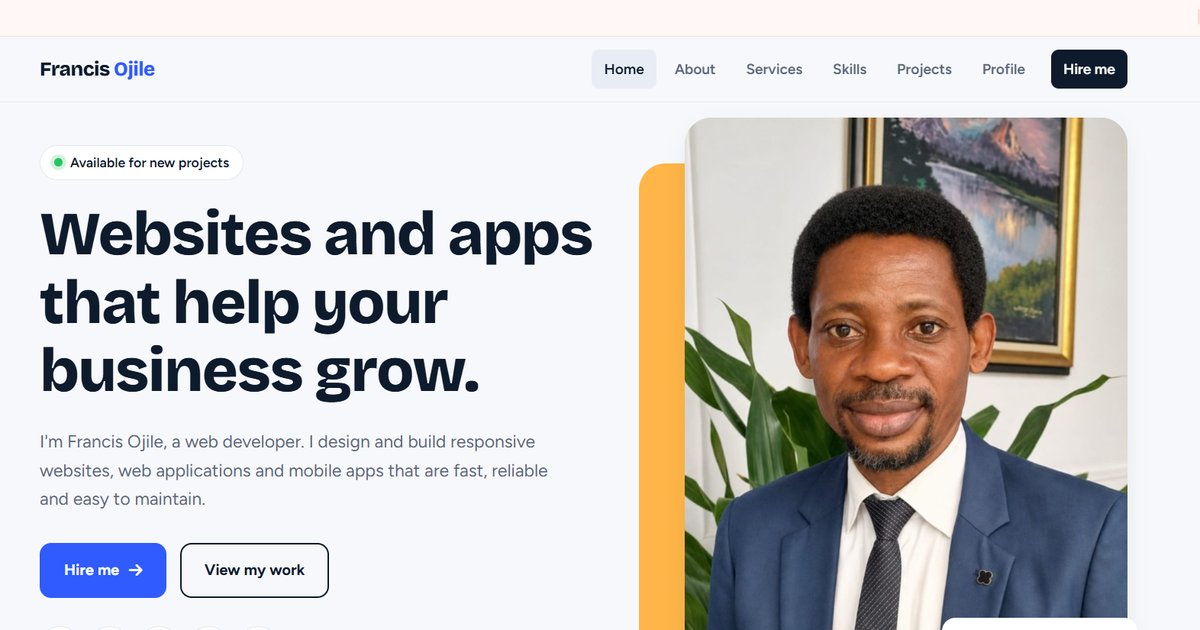 Francis Ojile
Home
About
Services
Skills
Projects
Profile
Hire me
Available for new projects
Websites and apps
that help your
business grow.
I'm Francis Ojile, a web developer. I design and build responsive
websites, web applications and mobile apps that are fast, reliable
and easy to maintain.
Hire me →
View my work